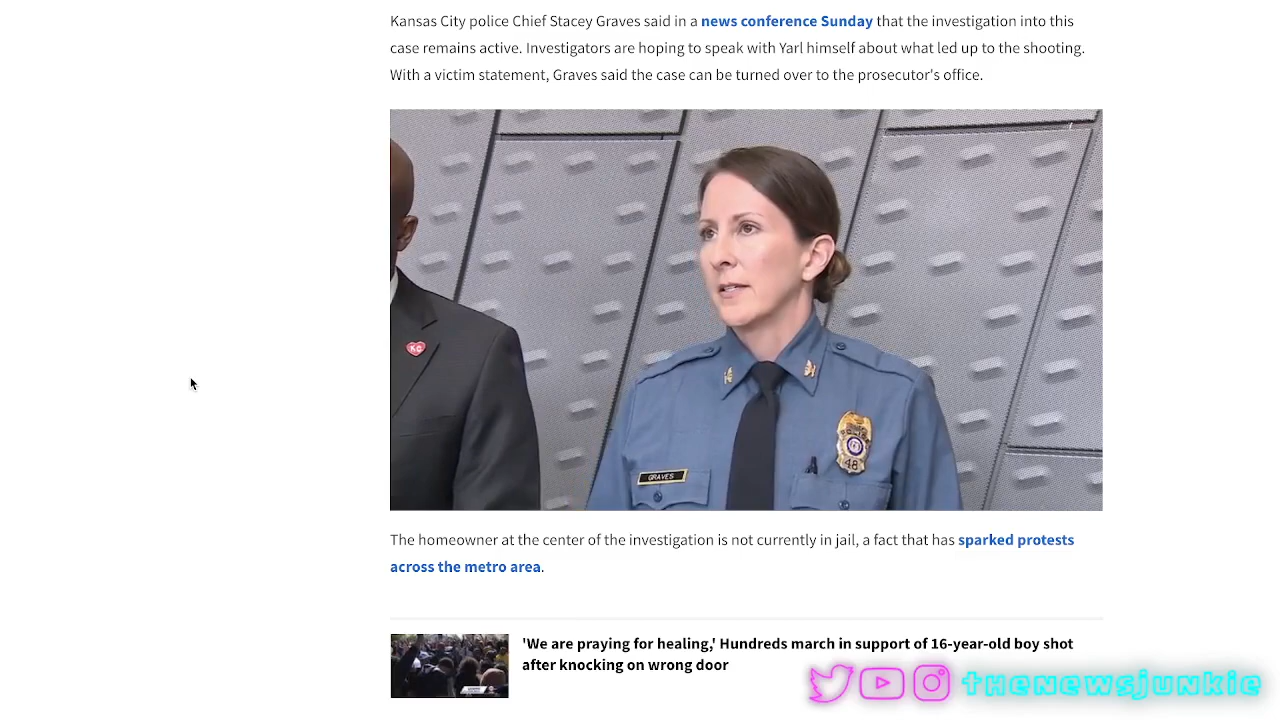 Kansas City police Chief Stacey Graves said in a news conference Sunday that the investigation into this
case remains active. Investigators are hoping to speak with Yarl himself about what led up to the shooting.
With a victim statement, Graves said the case can be turned over to the prosecutor's office.
KC
48
GRAVES
The homeowner at the center of the investigation is not currently in jail, a fact that has sparked protests
across the metro area.
'We are praying for healing,' Hundreds march in support of 16-year-old boy shot
after knocking on wrong door
thenewsjunkie